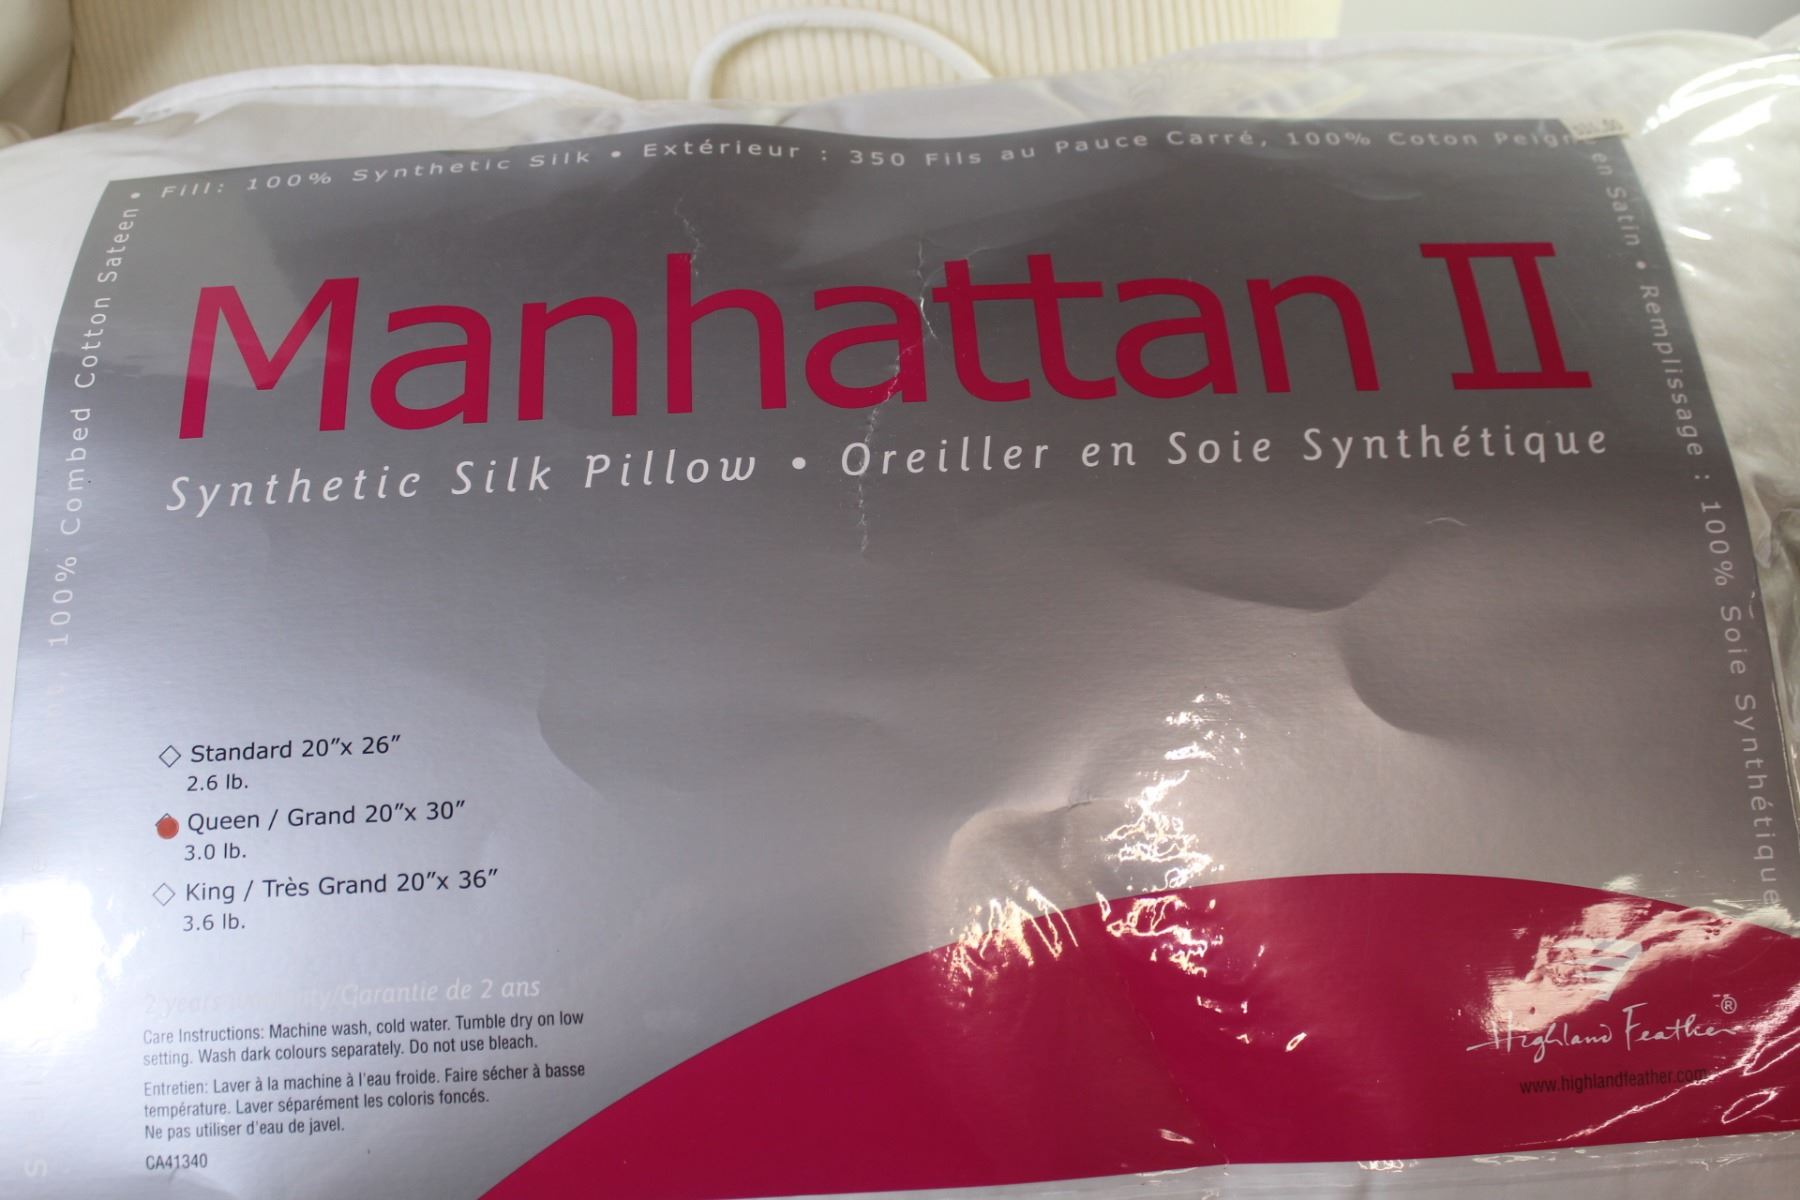 100% Combed Cotton Sateen •
Fill: 100% Synthetic Silk • Extérieur : 350 Fils au Pouce Carré, 100% Coton Peigné
en Satin • Remplissage : 100% Soie Synthétique
Manhattan II
Synthetic Silk Pillow • Oreiller en Soie Synthétique
Standard 20"x 26"
2.6 lb.
Queen / Grand 20"x 30"
3.0 lb.
King / Très Grand 20"x 36"
3.6 lb.
2 years warranty/Garantie de 2 ans
Care Instructions: Machine wash, cold water. Tumble dry on low
setting. Wash dark colours separately. Do not use bleach.
Entretien: Laver à la machine à l'eau froide. Faire sécher à basse
température. Laver séparément les coloris foncés.
Ne pas utiliser d'eau de javel.
CA41340
Highland Feather ®
www.highlandfeather.com